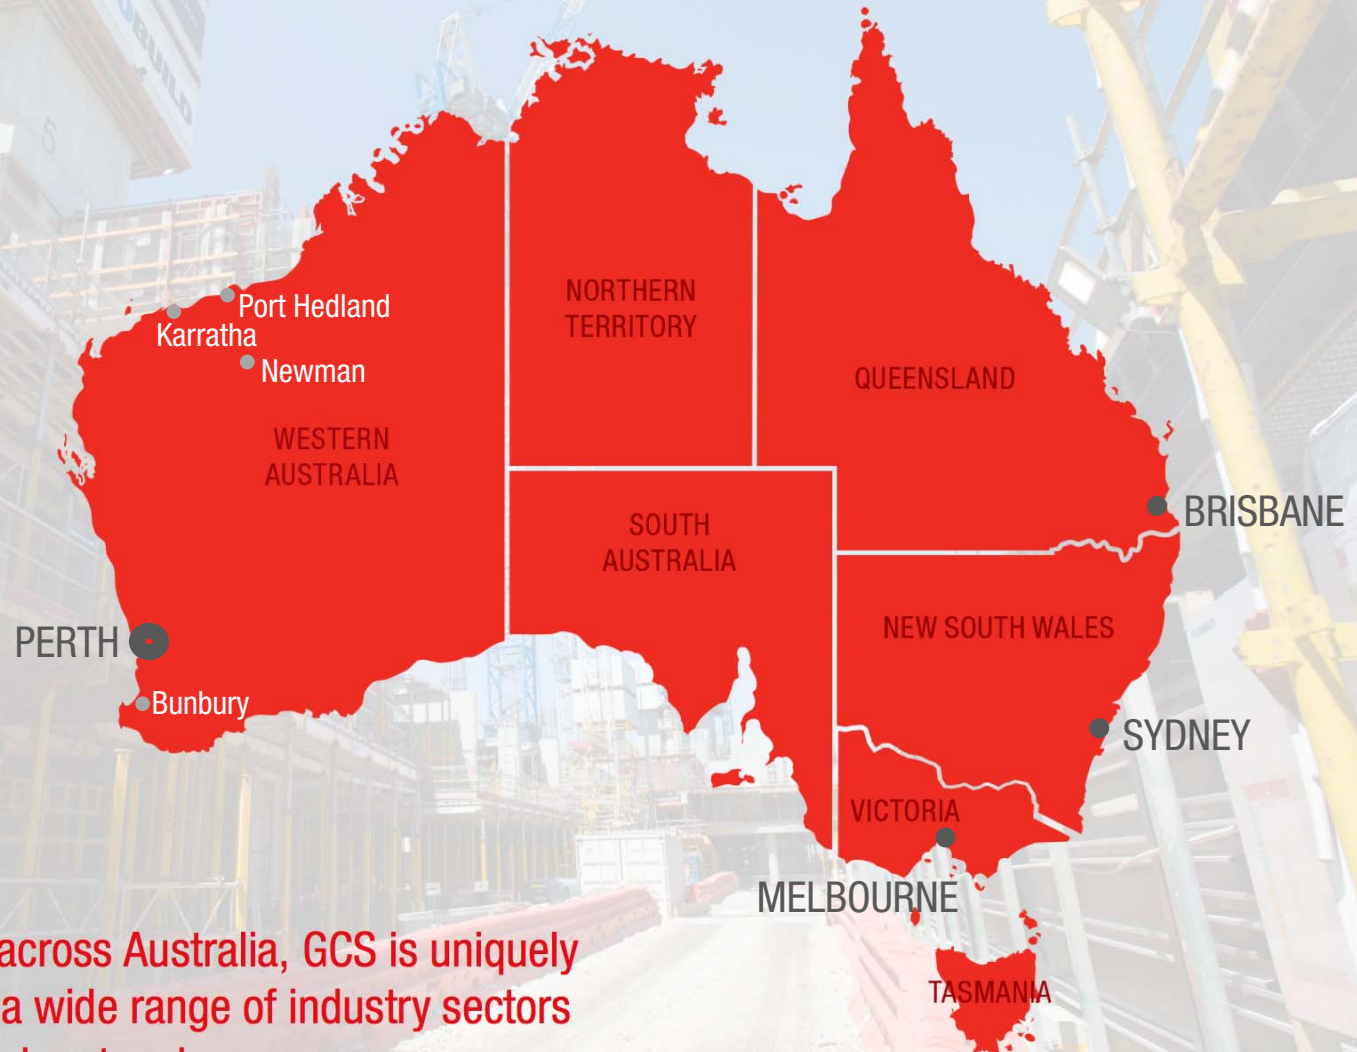 5
NORTHERN
TERRITORY
Port Hedland
Karratha
Newman
QUEENSLAND
WESTERN
AUSTRALIA
BRISBANE
SOUTH
AUSTRALIA
NEW SOUTH WALES
PERTH
Bunbury
SYDNEY
VICTORIA
MELBOURNE
across Australia, GCS is uniquely
TASMANIA
a wide range of industry sectors